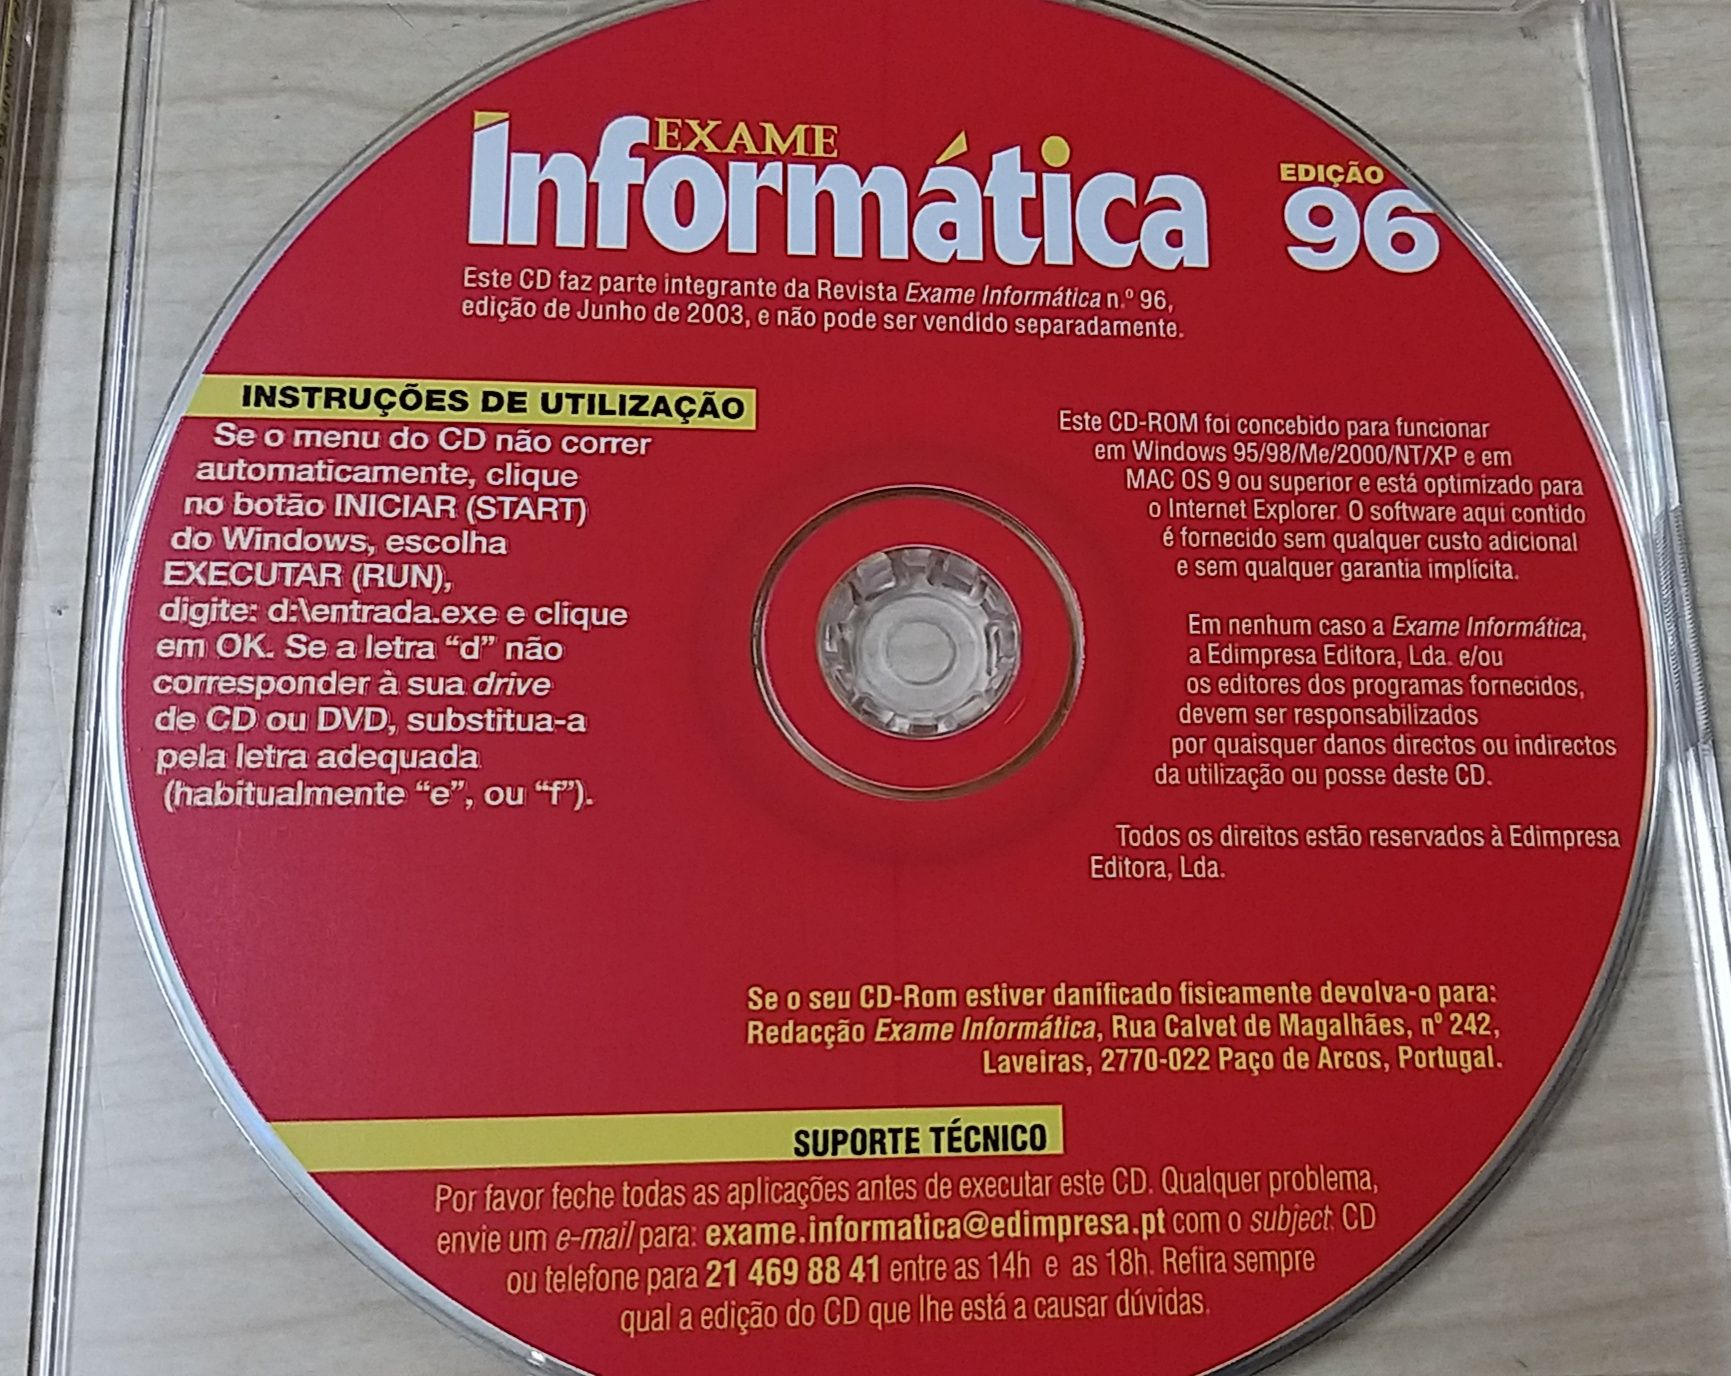 EXAME
Informática
EDIÇÃO
96
Este CD faz parte integrante da Revista Exame Informática n.º 96,
edição de Junho de 2003, e não pode ser vendido separadamente.
INSTRUÇÕES DE UTILIZAÇÃO
Se o menu do CD não correr
automaticamente, clique
no botão INICIAR (START)
do Windows, escolha
EXECUTAR (RUN),
digite: d:\entrada.exe e clique
em OK. Se a letra “d” não
corresponder à sua drive
de CD ou DVD, substitua-a
pela letra adequada
(habitualmente “e”, ou “f”).
Este CD-ROM foi concebido para funcionar
em Windows 95/98/Me/2000/NT/XP e em
MAC OS 9 ou superior e está optimizado para
o Internet Explorer. O software aqui contido
é fornecido sem qualquer custo adicional
e sem qualquer garantia implícita.
Em nenhum caso a Exame Informática,
a Edimpresa Editora, Lda. e/ou
os editores dos programas fornecidos,
devem ser responsabilizados
por quaisquer danos directos ou indirectos
da utilização ou posse deste CD.
Todos os direitos estão reservados à Edimpresa
Editora, Lda.
Se o seu CD-Rom estiver danificado fisicamente devolva-o para:
Redacção Exame Informática, Rua Calvet de Magalhães, nº 242,
Laveiras, 2770-022 Paço de Arcos, Portugal.
SUPORTE TÉCNICO
Por favor feche todas as aplicações antes de executar este CD. Qualquer problema,
envie um e-mail para: exame.informatica@edimpresa.pt com o subject: CD
ou telefone para 21 469 88 41 entre as 14h e as 18h. Refira sempre
qual a edição do CD que lhe está a causar dúvidas.